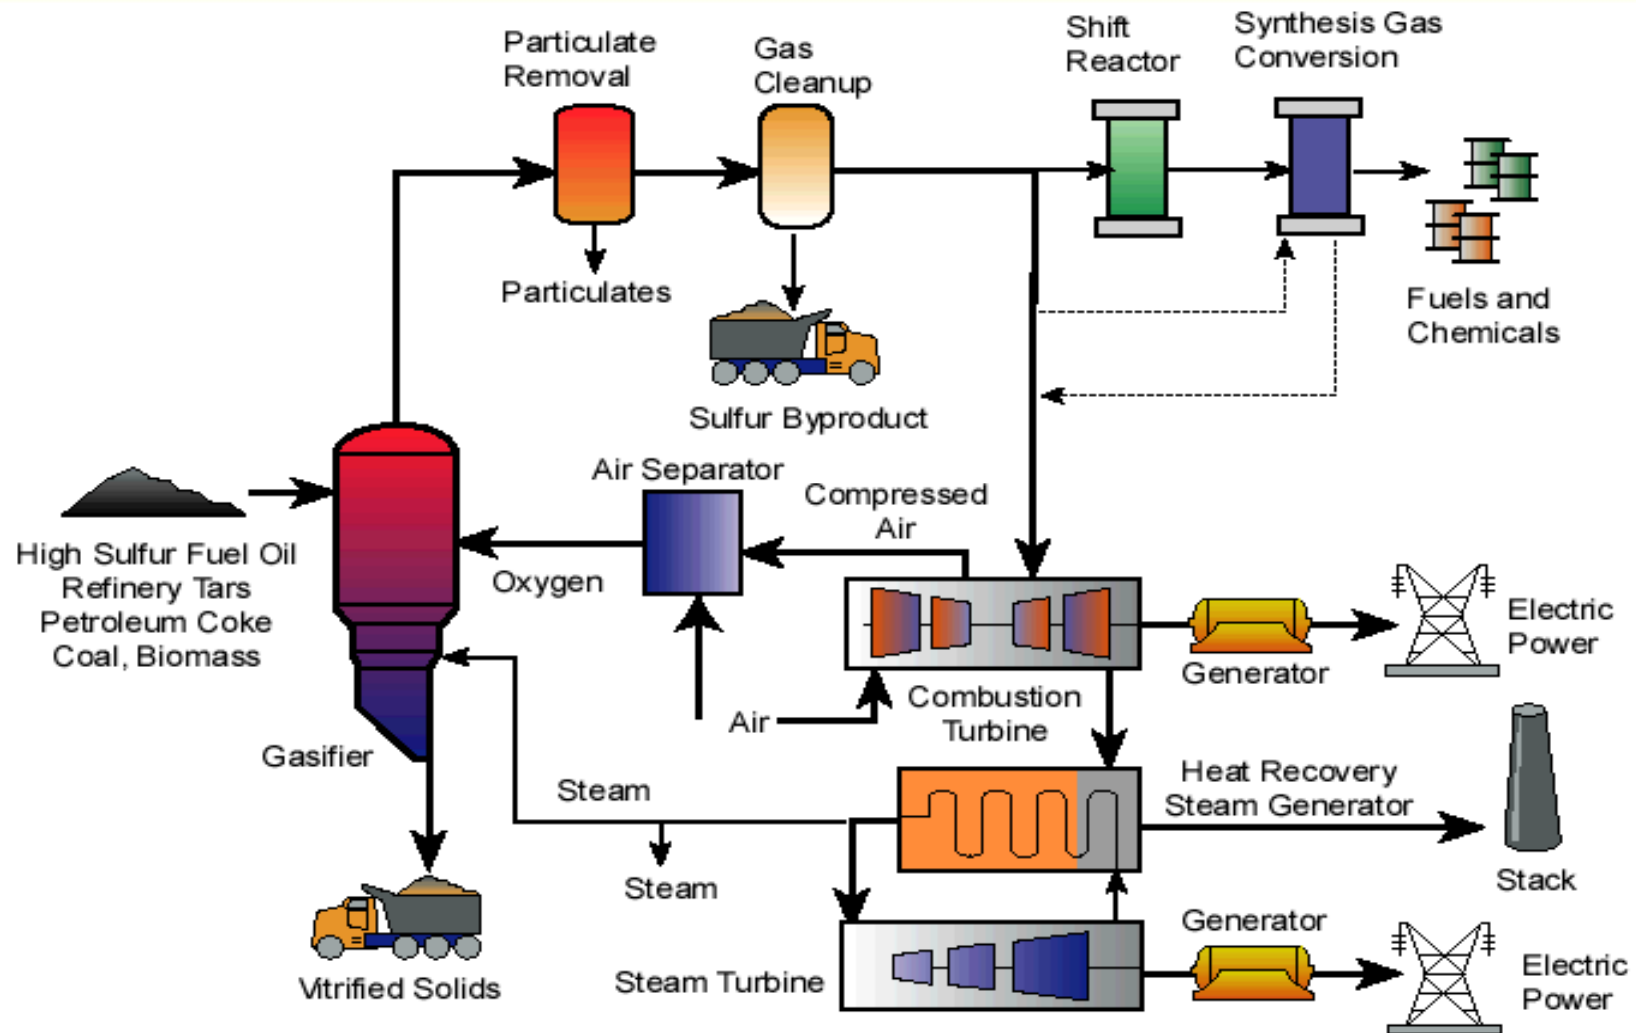 Particulate
Removal
Gas
Cleanup
Shift
Reactor
Synthesis Gas
Conversion
Particulates
Sulfur Byproduct
Fuels and
Chemicals
High Sulfur Fuel Oil
Refinery Tars
Petroleum Coke
Coal, Biomass
Air Separator
Compressed
Air
Oxygen
Gasifier
Air
Combustion
Turbine
Generator
Electric
Power
Steam
Steam
Heat Recovery
Steam Generator
Stack
Vitrified Solids
Steam Turbine
Generator
Electric
Power